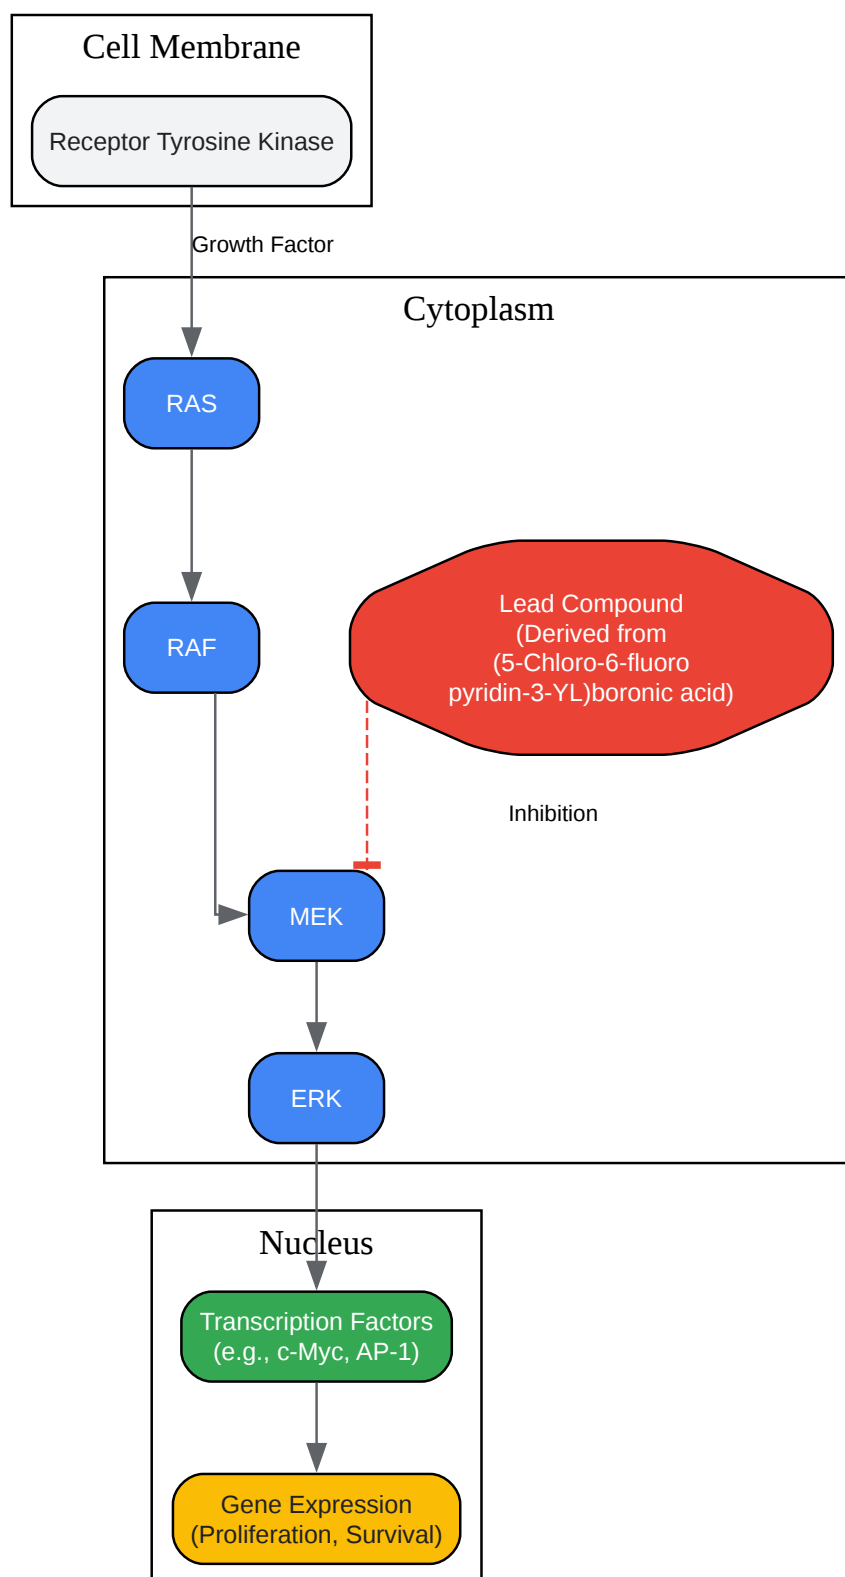 Cell Membrane
Receptor Tyrosine Kinase
Growth Factor
Cytoplasm
RAS
RAF
Lead Compound
(Derived from
(5-Chloro-6-fluoro
pyridin-3-YL)boronic acid)
Inhibition
MEK
ERK
Nucleus
Transcription Factors
(e.g., c-Myc, AP-1)
Gene Expression
(Proliferation, Survival)